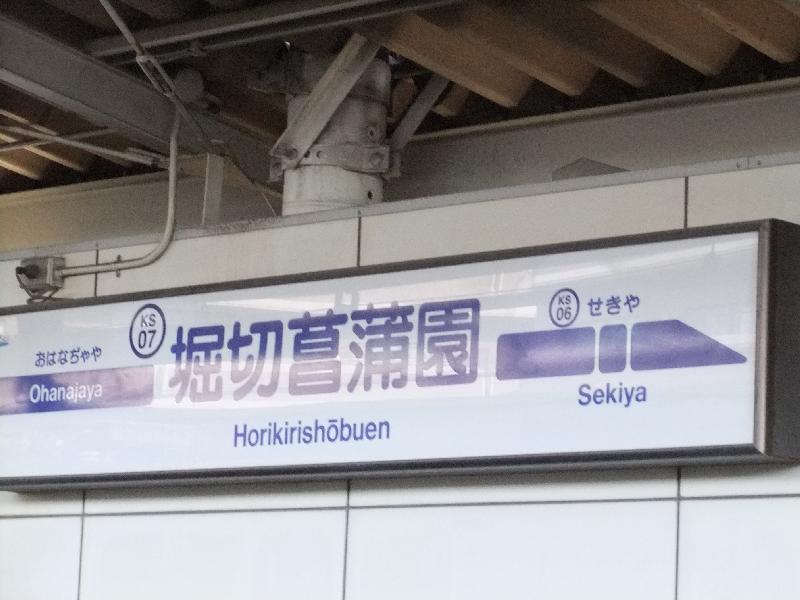 おはなぢゃや
Ohanajaya
KS
07
堀切菖蒲園
Horikirishōbuen
KS
06
せきや
Sekiya